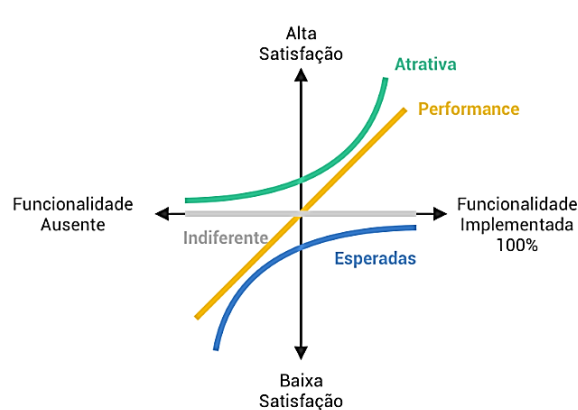 Alta
Satisfação
Atrativa
Performance
Funcionalidade
Ausente
Funcionalidade
Implementada
100%
Indiferente
Esperadas
Baixa
Satisfação